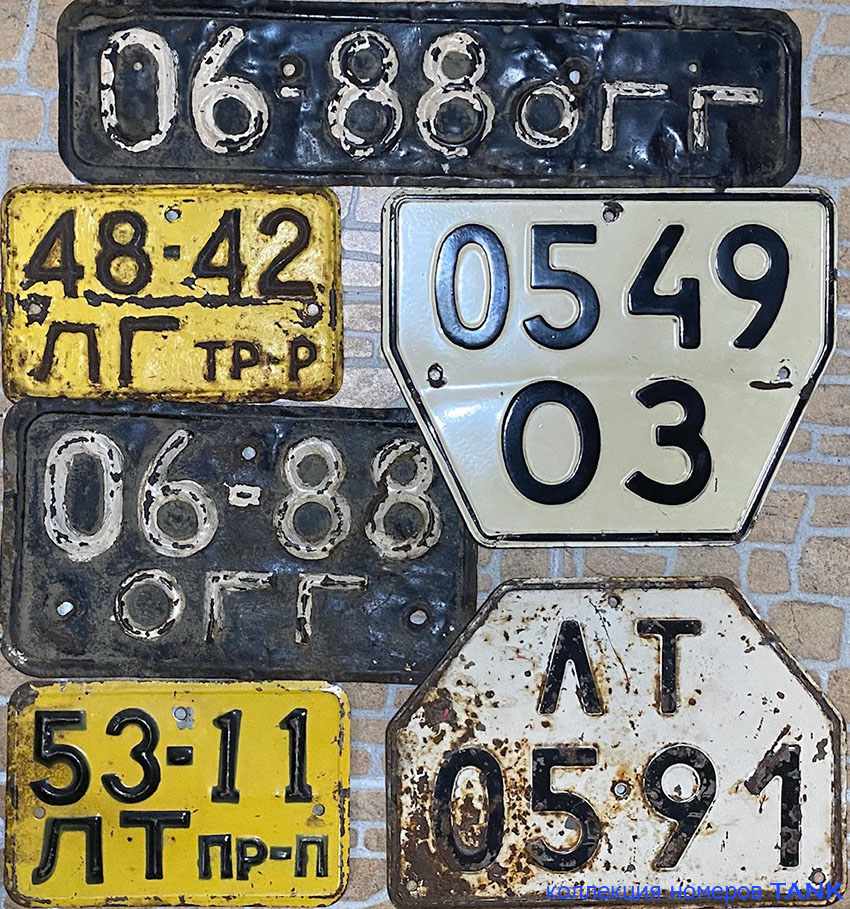 06-88 огг
48-42
ЛГ ТР-Р
0549
03
06-88
огг
ЛТ
0591
53-11
ЛТ ПР-П
коллекция номеров TANK